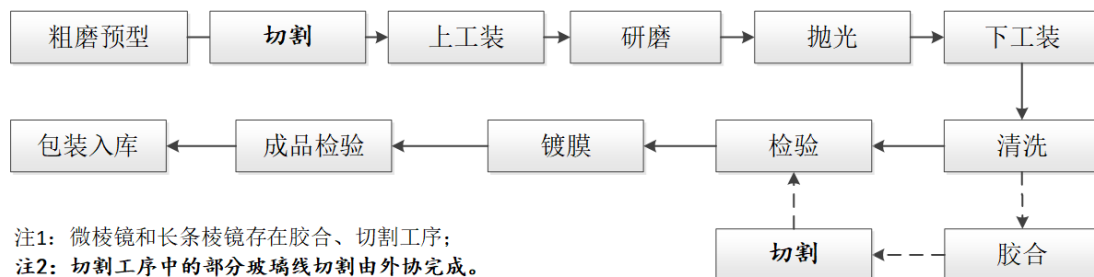 粗磨预型
切割
上工装
研磨
抛光
下工装
包装入库
成品检验
镀膜
检验
清洗
切割
胶合
注1：微棱镜和长条棱镜存在胶合、切割工序；
注2：切割工序中的部分玻璃线切割由外协完成。